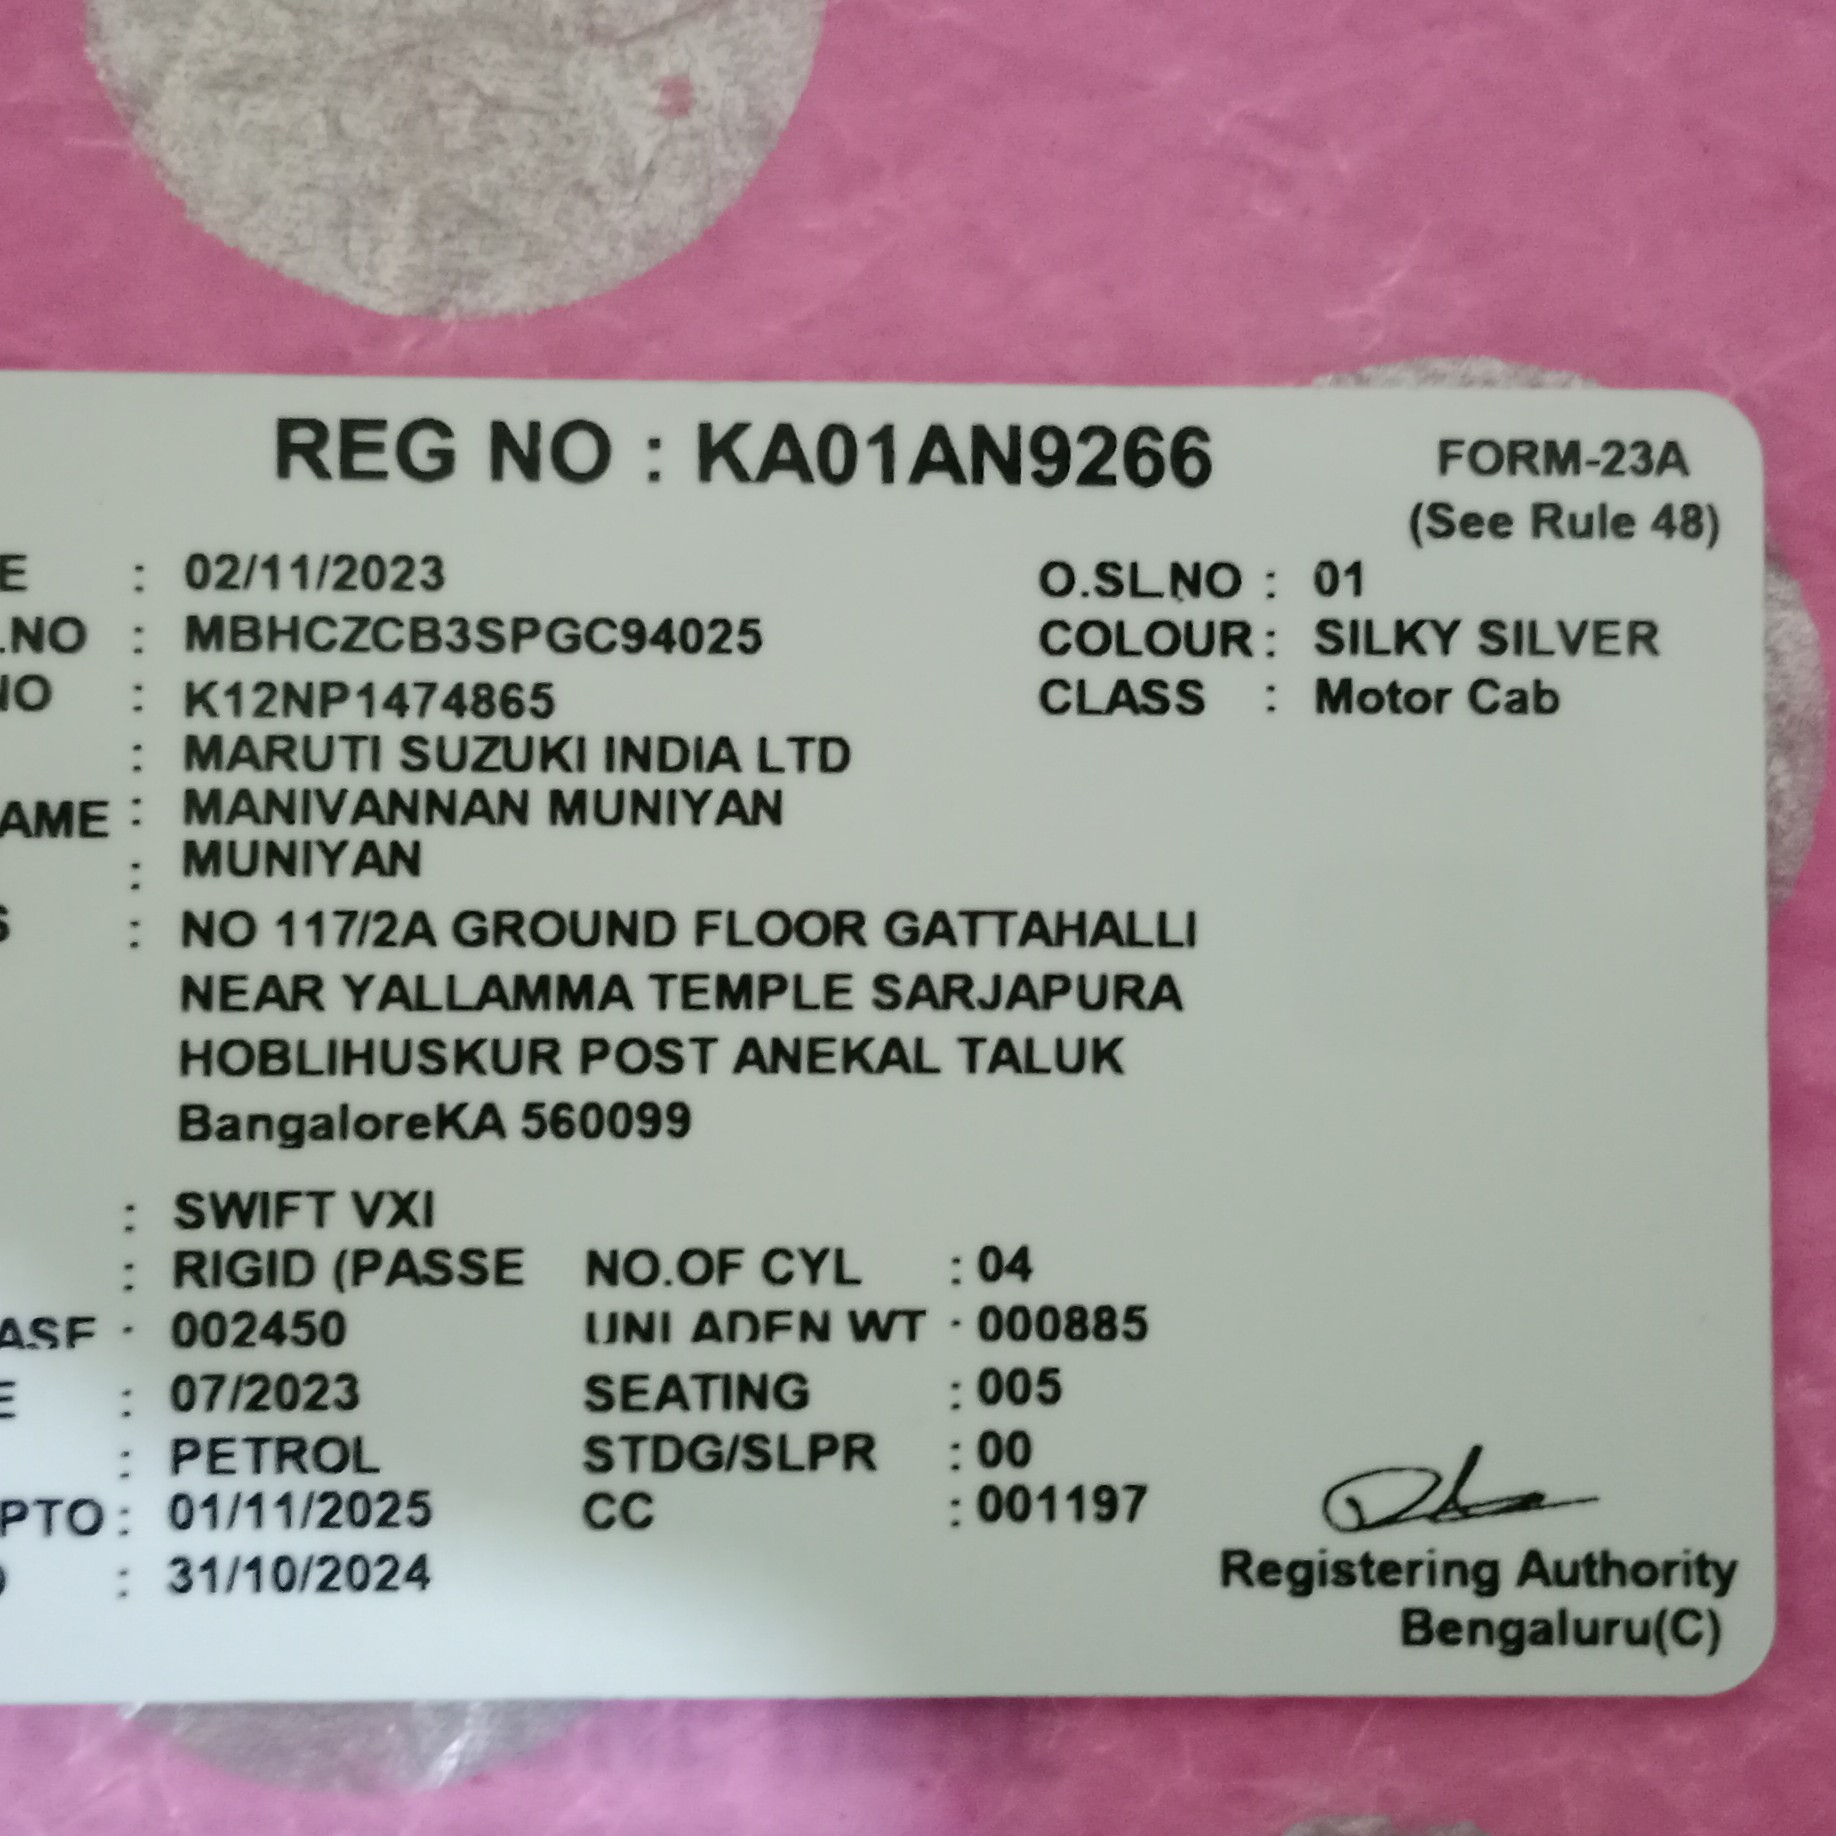 REG NO : KA01AN9266
FORM-23A
(See Rule 48)
E : 02/11/2023 O.SL.NO : 01
.NO : MBHCZCB3SPGC94025 COLOUR : SILKY SILVER
NO : K12NP1474865 CLASS : Motor Cab
: MARUTI SUZUKI INDIA LTD
AME : MANIVANNAN MUNIYAN
: MUNIYAN
S : NO 117/2A GROUND FLOOR GATTAHALLI
NEAR YALLAMMA TEMPLE SARJAPURA
HOBLIHUSKUR POST ANEKAL TALUK
BangaloreKA 560099
: SWIFT VXI
: RIGID (PASSE NO.OF CYL : 04
ASE : 002450 UNLADEN WT : 000885
E : 07/2023 SEATING : 005
: PETROL STDG/SLPR : 00
PTO : 01/11/2025 CC : 001197
: 31/10/2024
Registering Authority
Bengaluru(C)